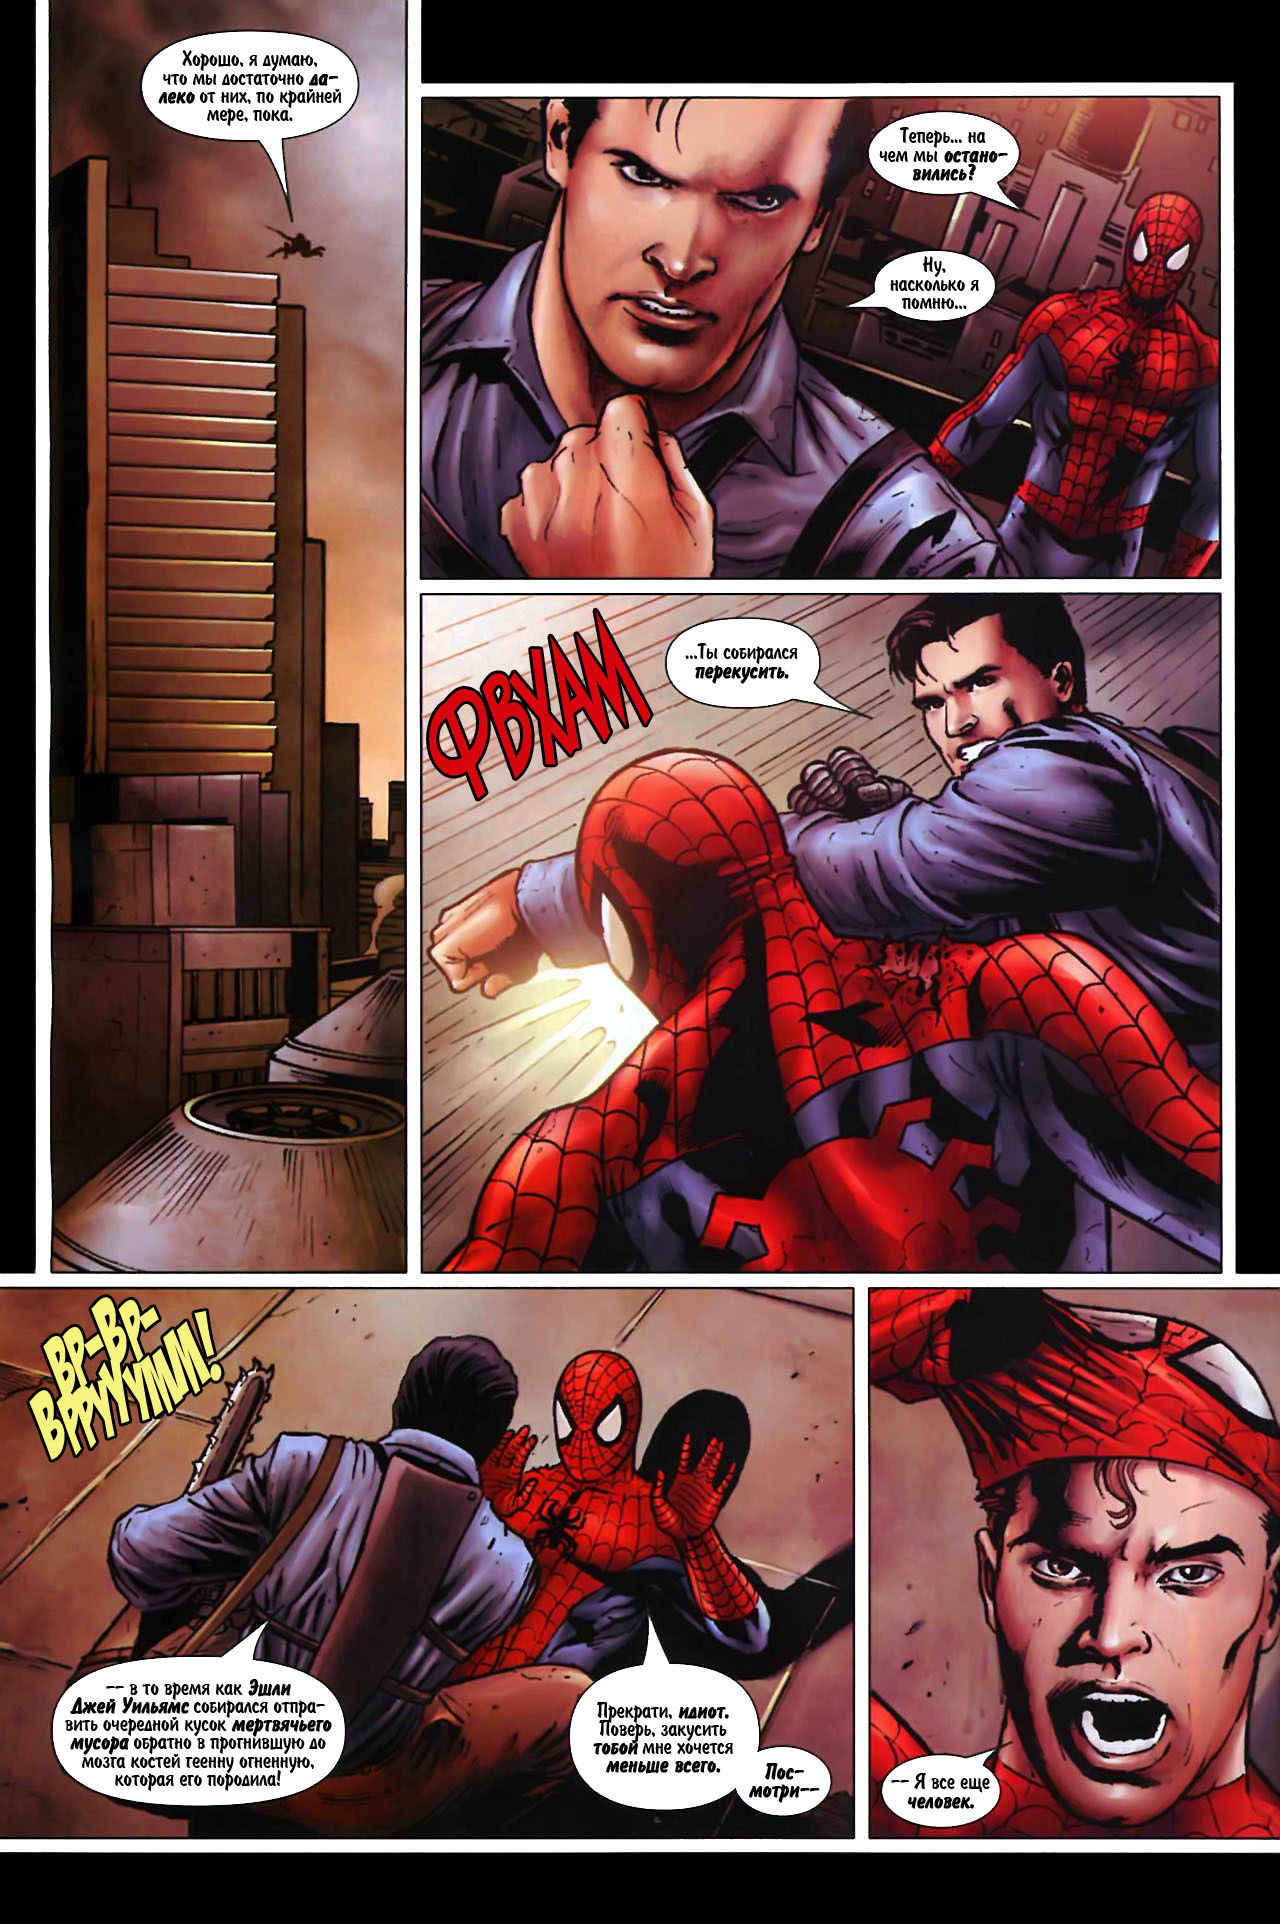 Хорошо, я думаю,
что мы достаточно да-
леко от них, по крайней
мере, пока.
Теперь... на
чем мы остано-
вились?
Ну,
насколько я
помню...
ФВХАМ
...Ты собирался
перекусить.
ВР-ВР-
ВРРУУУММ!
-- в то время как Эшли
Джей Уильямс собирался отпра-
вить очередной кусок мертвячьего
мусора обратно в прогнившую до
мозга костей геенну огненную,
которая его породила!
Прекрати, идиот.
Поверь, закусить
тобой мне хочется
меньше всего.
Пос-
мотри--
-- Я все еще
человек.